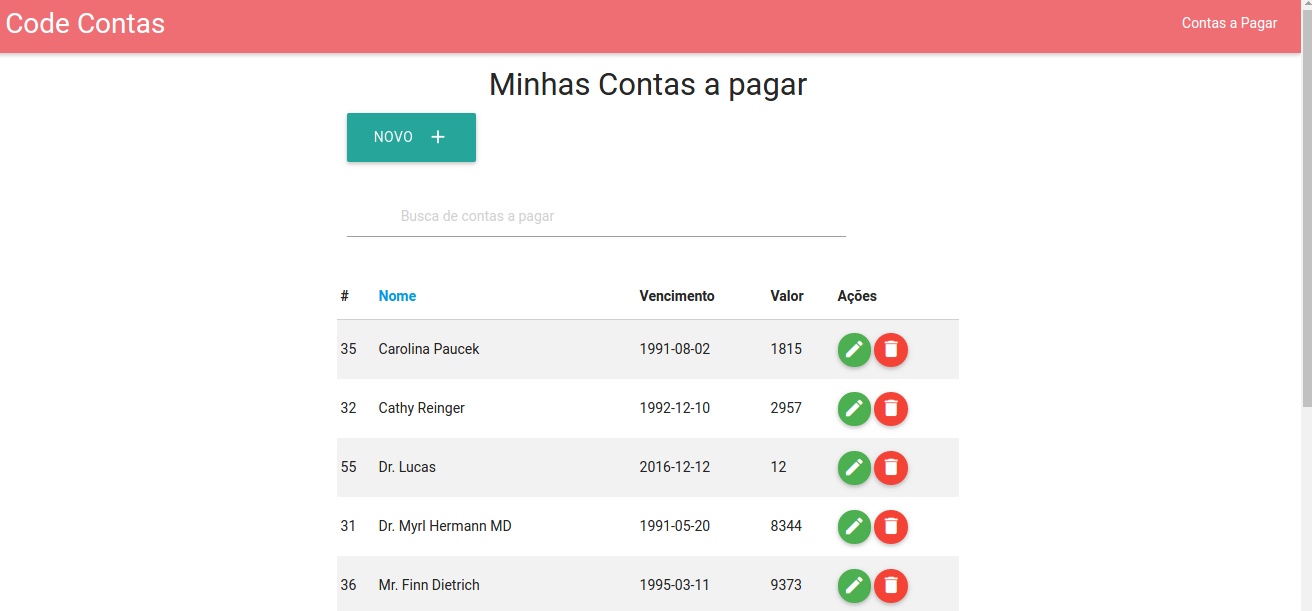 Code Contas
Contas a Pagar
Minhas Contas a pagar
NOVO +
Busca de contas a pagar
# Nome Vencimento Valor Ações
35 Carolina Paucek 1991-08-02 1815
32 Cathy Reinger 1992-12-10 2957
55 Dr. Lucas 2016-12-12 12
31 Dr. Myrl Hermann MD 1991-05-20 8344
36 Mr. Finn Dietrich 1995-03-11 9373